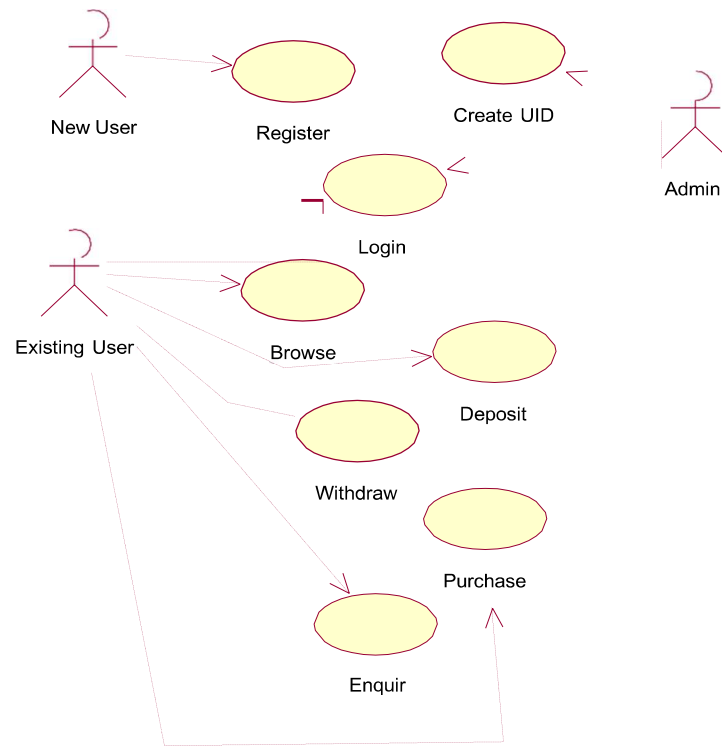 New User
Register
Create UID
Admin
Login
Existing User
Browse
Deposit
Withdraw
Purchase
Enquir